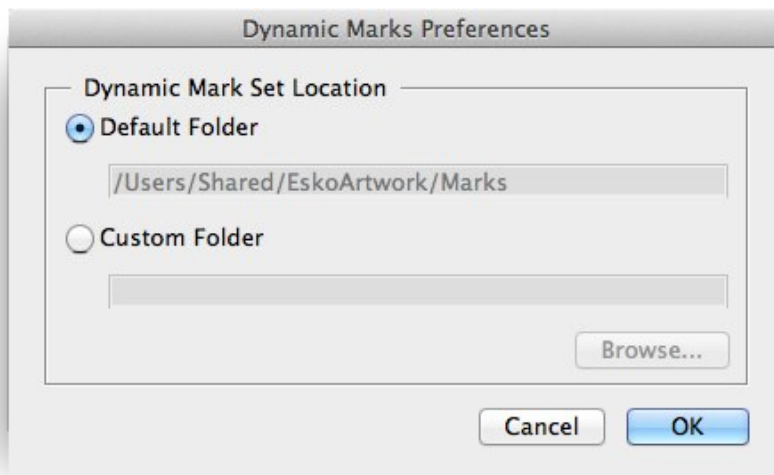 Dynamic Marks Preferences
Dynamic Mark Set Location
Default Folder
/Users/Shared/EskoArtwork/Marks
Custom Folder
Browse...
Cancel OK